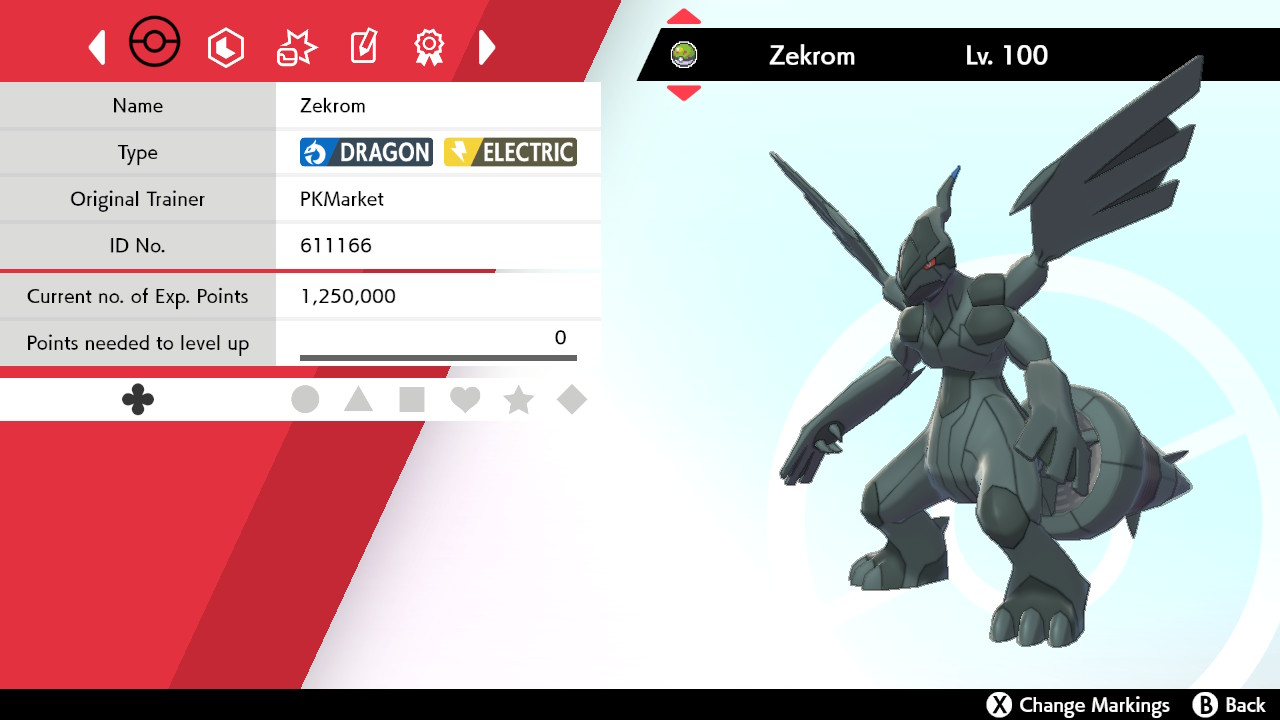 Zekrom Lv. 100
Name Zekrom
Type DRAGON ELECTRIC
Original Trainer PKMarket
ID No. 611166
Current no. of Exp. Points 1,250,000
Points needed to level up 0
X Change Markings B Back